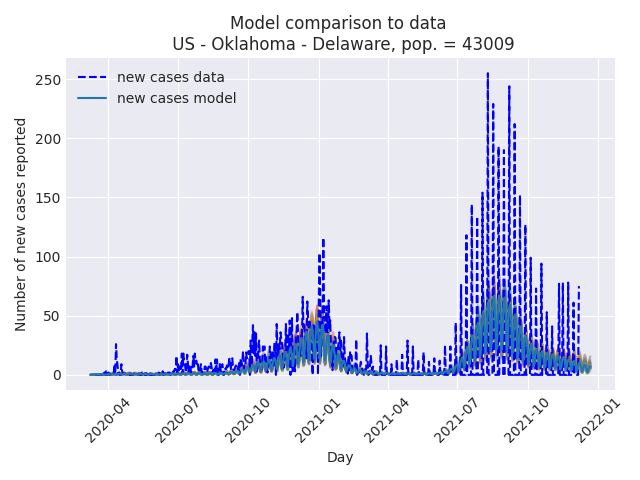 Model comparison to data
US - Oklahoma - Delaware, pop. = 43009
new cases data
new cases model
Number of new cases reported
250
200
150
100
50
0
2020-04
2020-07
2020-10
2021-01
2021-04
2021-07
2021-10
2022-01
Day